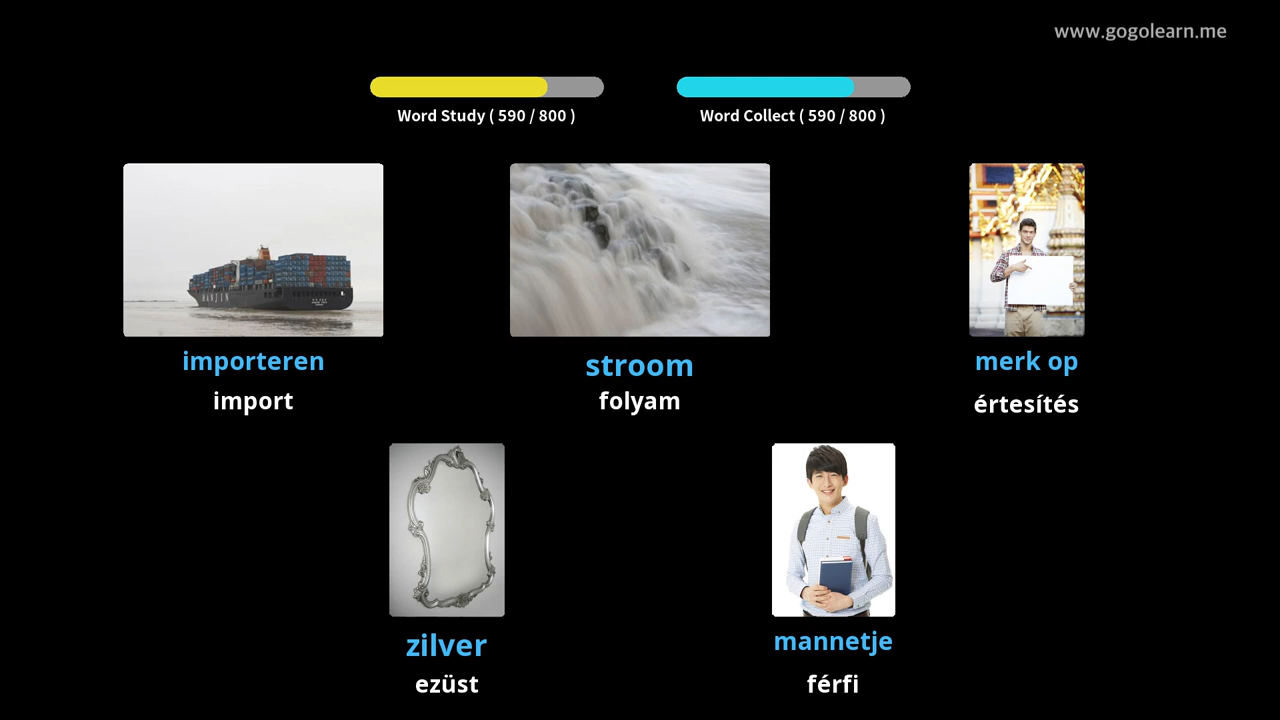 www.gogolearn.me
Word Study ( 590 / 800 )
Word Collect ( 590 / 800 )
importeren
import
stroom
folyam
merk op
értesítés
zilver
ezüst
mannetje
férfi